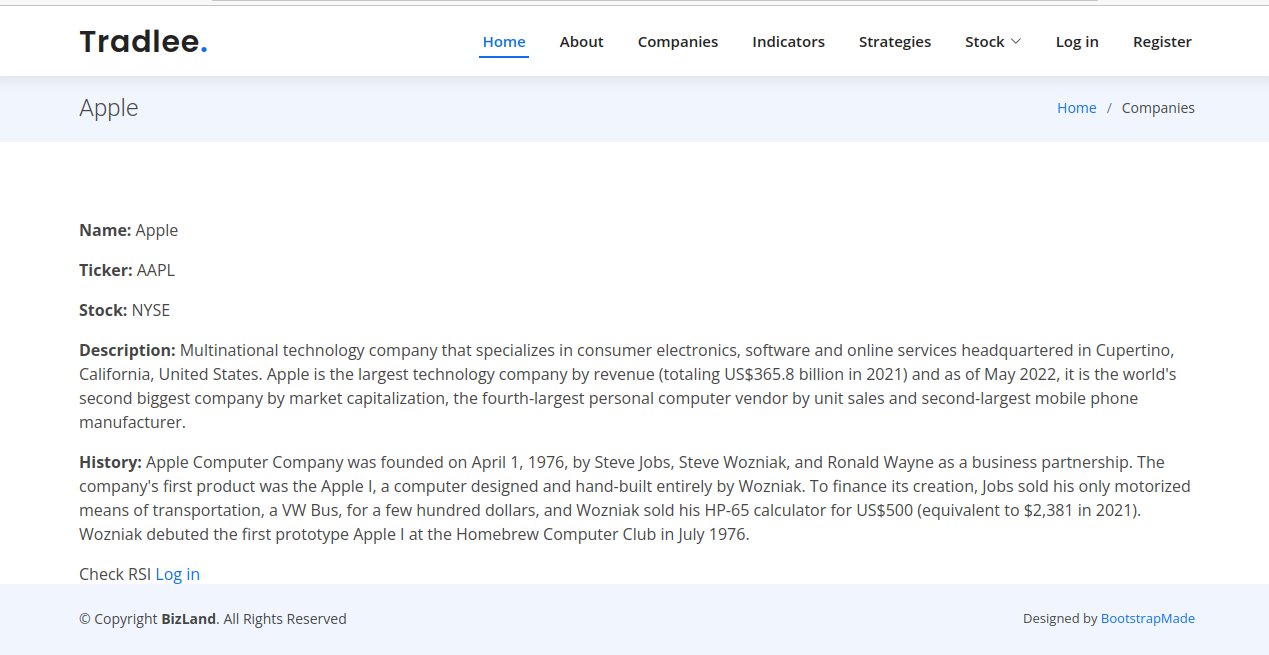 Tradlee.
Home About Companies Indicators Strategies Stock Log in Register
Apple
Home / Companies
Name: Apple
Ticker: AAPL
Stock: NYSE
Description: Multinational technology company that specializes in consumer electronics, software and online services headquartered in Cupertino,
California, United States. Apple is the largest technology company by revenue (totaling US$365.8 billion in 2021) and as of May 2022, it is the world's
second biggest company by market capitalization, the fourth-largest personal computer vendor by unit sales and second-largest mobile phone
manufacturer.
History: Apple Computer Company was founded on April 1, 1976, by Steve Jobs, Steve Wozniak, and Ronald Wayne as a business partnership. The
company's first product was the Apple I, a computer designed and hand-built entirely by Wozniak. To finance its creation, Jobs sold his only motorized
means of transportation, a VW Bus, for a few hundred dollars, and Wozniak sold his HP-65 calculator for US$500 (equivalent to $2,381 in 2021).
Wozniak debuted the first prototype Apple I at the Homebrew Computer Club in July 1976.
Check RSI Log in
© Copyright BizLand. All Rights Reserved
Designed by BootstrapMade